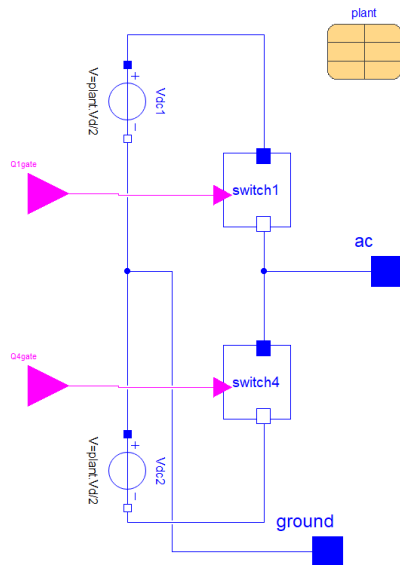 plant
V=plant.Vd/2
+
Vdc1
−
Q1gate
switch1
ac
Q4gate
switch4
V=plant.Vd/2
+
Vdc2
−
ground